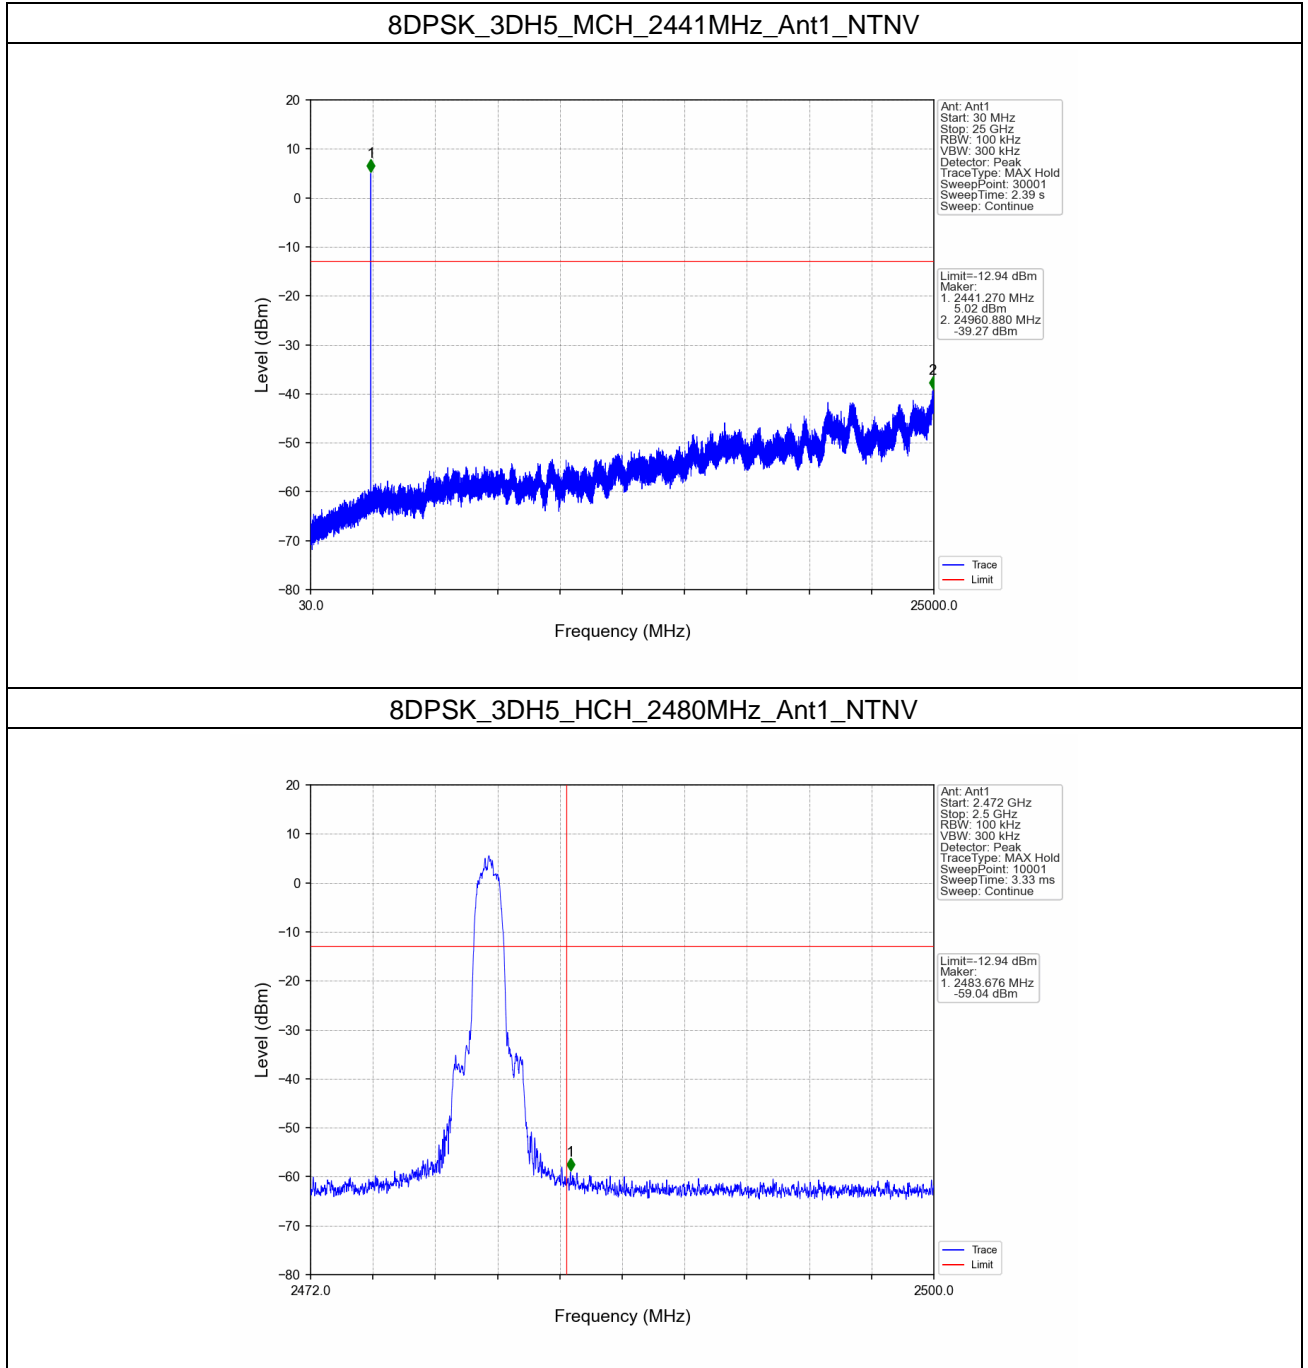 8DPSK_3DH5_MCH_2441MHz_Ant1_NTNV
20
10
0
−10
−20
−30
−40
−50
−60
−70
−80
Level (dBm)
1
2
30.0
25000.0
Frequency (MHz)
Ant: Ant1
Start: 30 MHz
Stop: 25 GHz
RBW: 100 kHz
VBW: 300 kHz
Detector: Peak
TraceType: MAX Hold
SweepPoint: 30001
SweepTime: 2.39 s
Sweep: Continue
Limit=-12.94 dBm
Maker:
1. 2441.270 MHz
5.02 dBm
2. 24960.880 MHz
-39.27 dBm
Trace
Limit
8DPSK_3DH5_HCH_2480MHz_Ant1_NTNV
20
10
0
−10
−20
−30
−40
−50
−60
−70
−80
Level (dBm)
1
2472.0
2500.0
Frequency (MHz)
Ant: Ant1
Start: 2.472 GHz
Stop: 2.5 GHz
RBW: 100 kHz
VBW: 300 kHz
Detector: Peak
TraceType: MAX Hold
SweepPoint: 10001
SweepTime: 3.33 ms
Sweep: Continue
Limit=-12.94 dBm
Maker:
1. 2483.676 MHz
-59.04 dBm
Trace
Limit